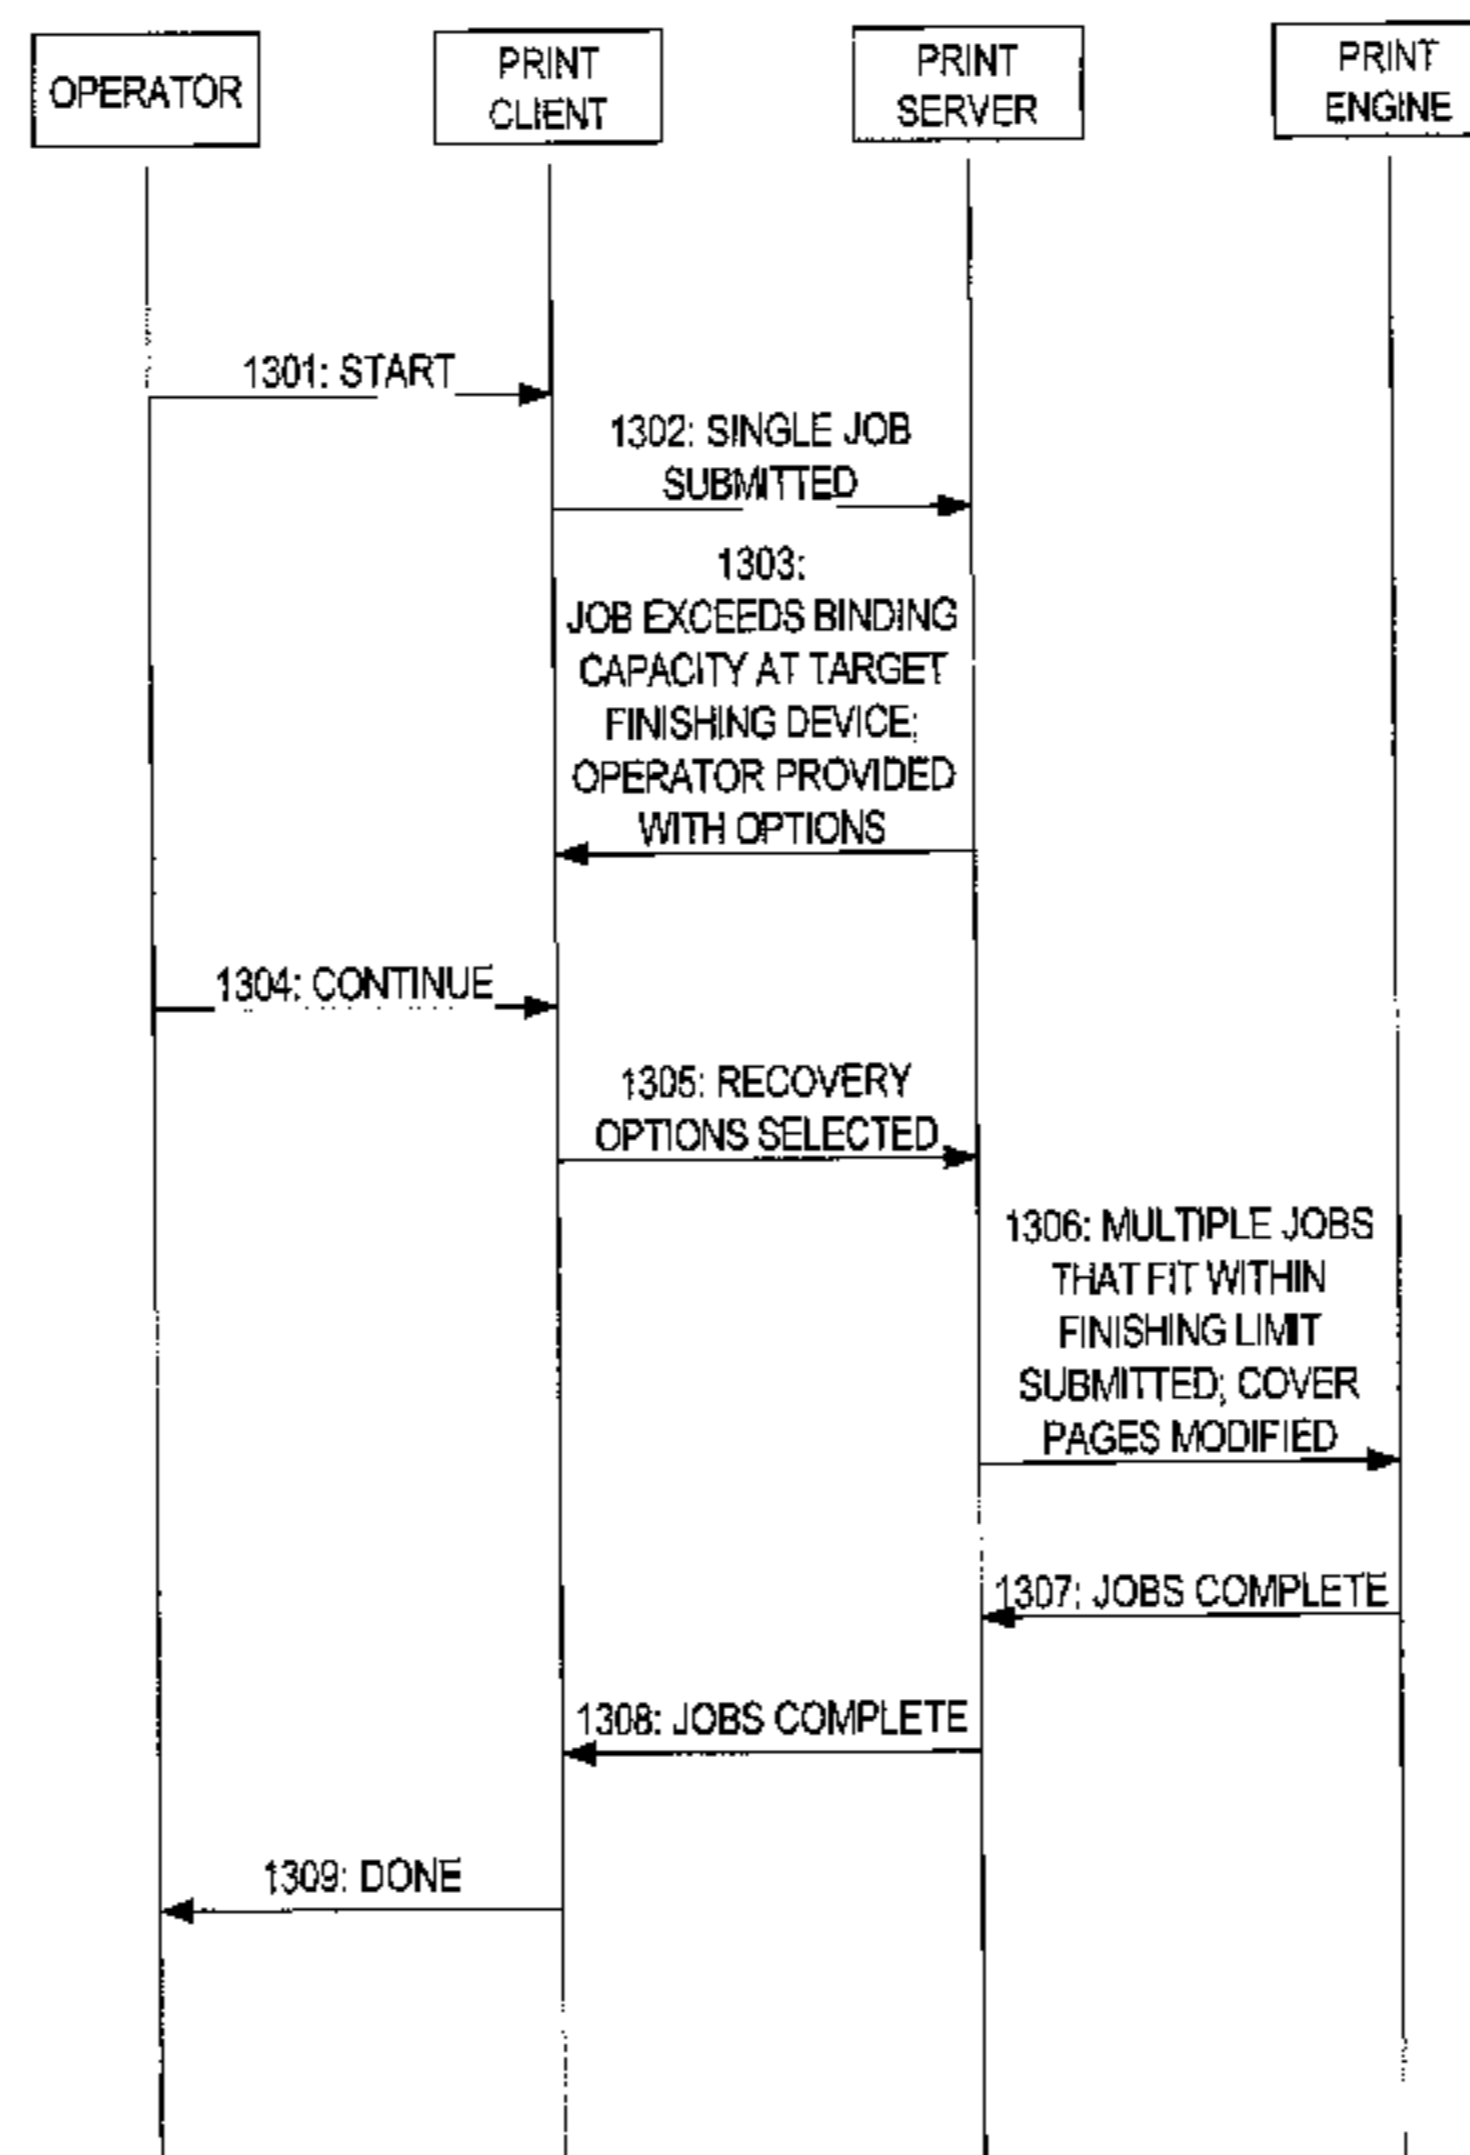 OPERATOR
PRINT
CLIENT
PRINT
SERVER
PRINT
ENGINE
1301: START
1302: SINGLE JOB
SUBMITTED
1303:
JOB EXCEEDS BINDING
CAPACITY AT TARGET
FINISHING DEVICE;
OPERATOR PROVIDED
WITH OPTIONS
1304: CONTINUE
1305: RECOVERY
OPTIONS SELECTED
1306: MULTIPLE JOBS
THAT FIT WITHIN
FINISHING LIMIT
SUBMITTED; COVER
PAGES MODIFIED
1307: JOBS COMPLETE
1308: JOBS COMPLETE
1309: DONE